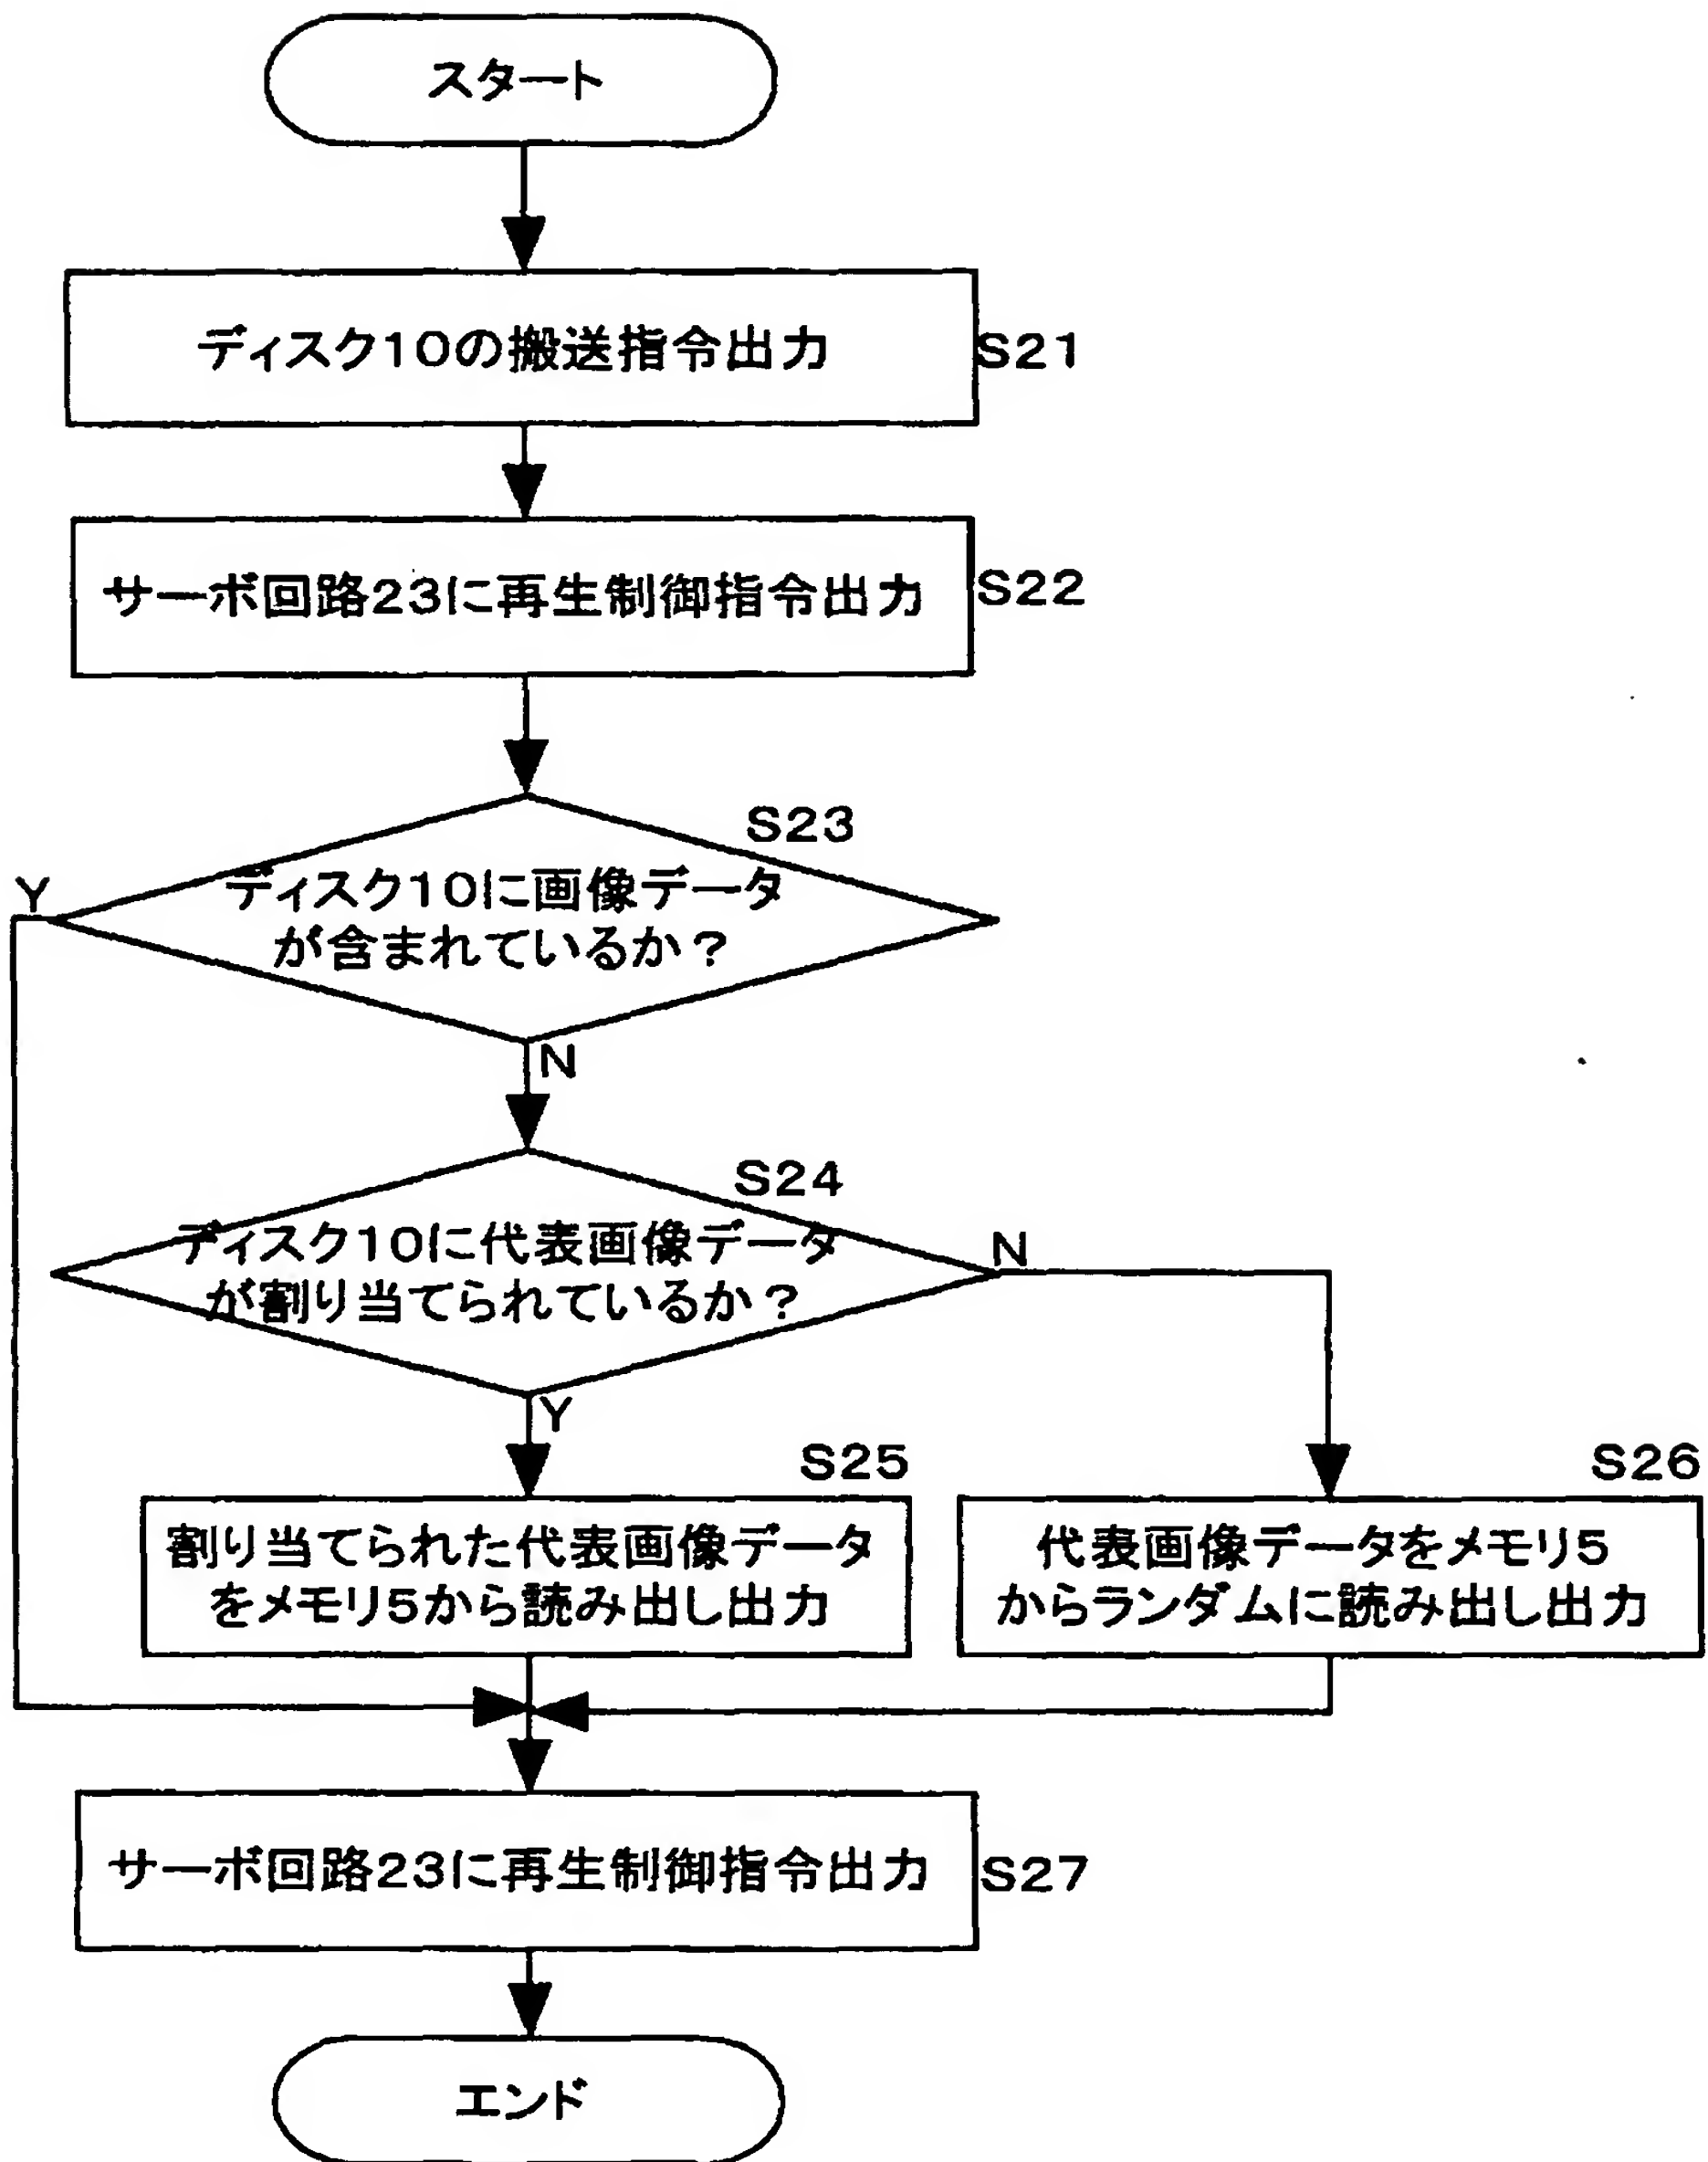 スタート
ディスク10の搬送指令出力
S21
サーボ回路23に再生制御指令出力
S22
S23
Y
ディスク10に画像データ
が含まれているか?
N
S24
ディスク10に代表画像データ
が割り当てられているか?
N
Y
S25
割り当てられた代表画像データ
をメモリ5から読み出し出力
S26
代表画像データをメモリ5
からランダムに読み出し出力
サーボ回路23に再生制御指令出力
S27
エンド